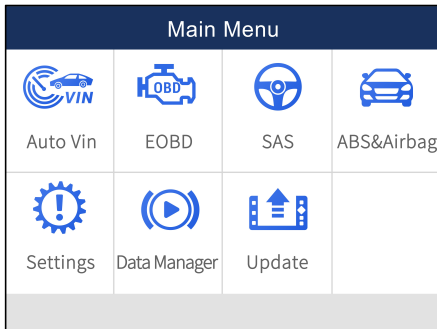 Main Menu
VIN
OBD
Auto Vin
EOBD
SAS
ABS&Airbag
Settings
Data Manager
Update